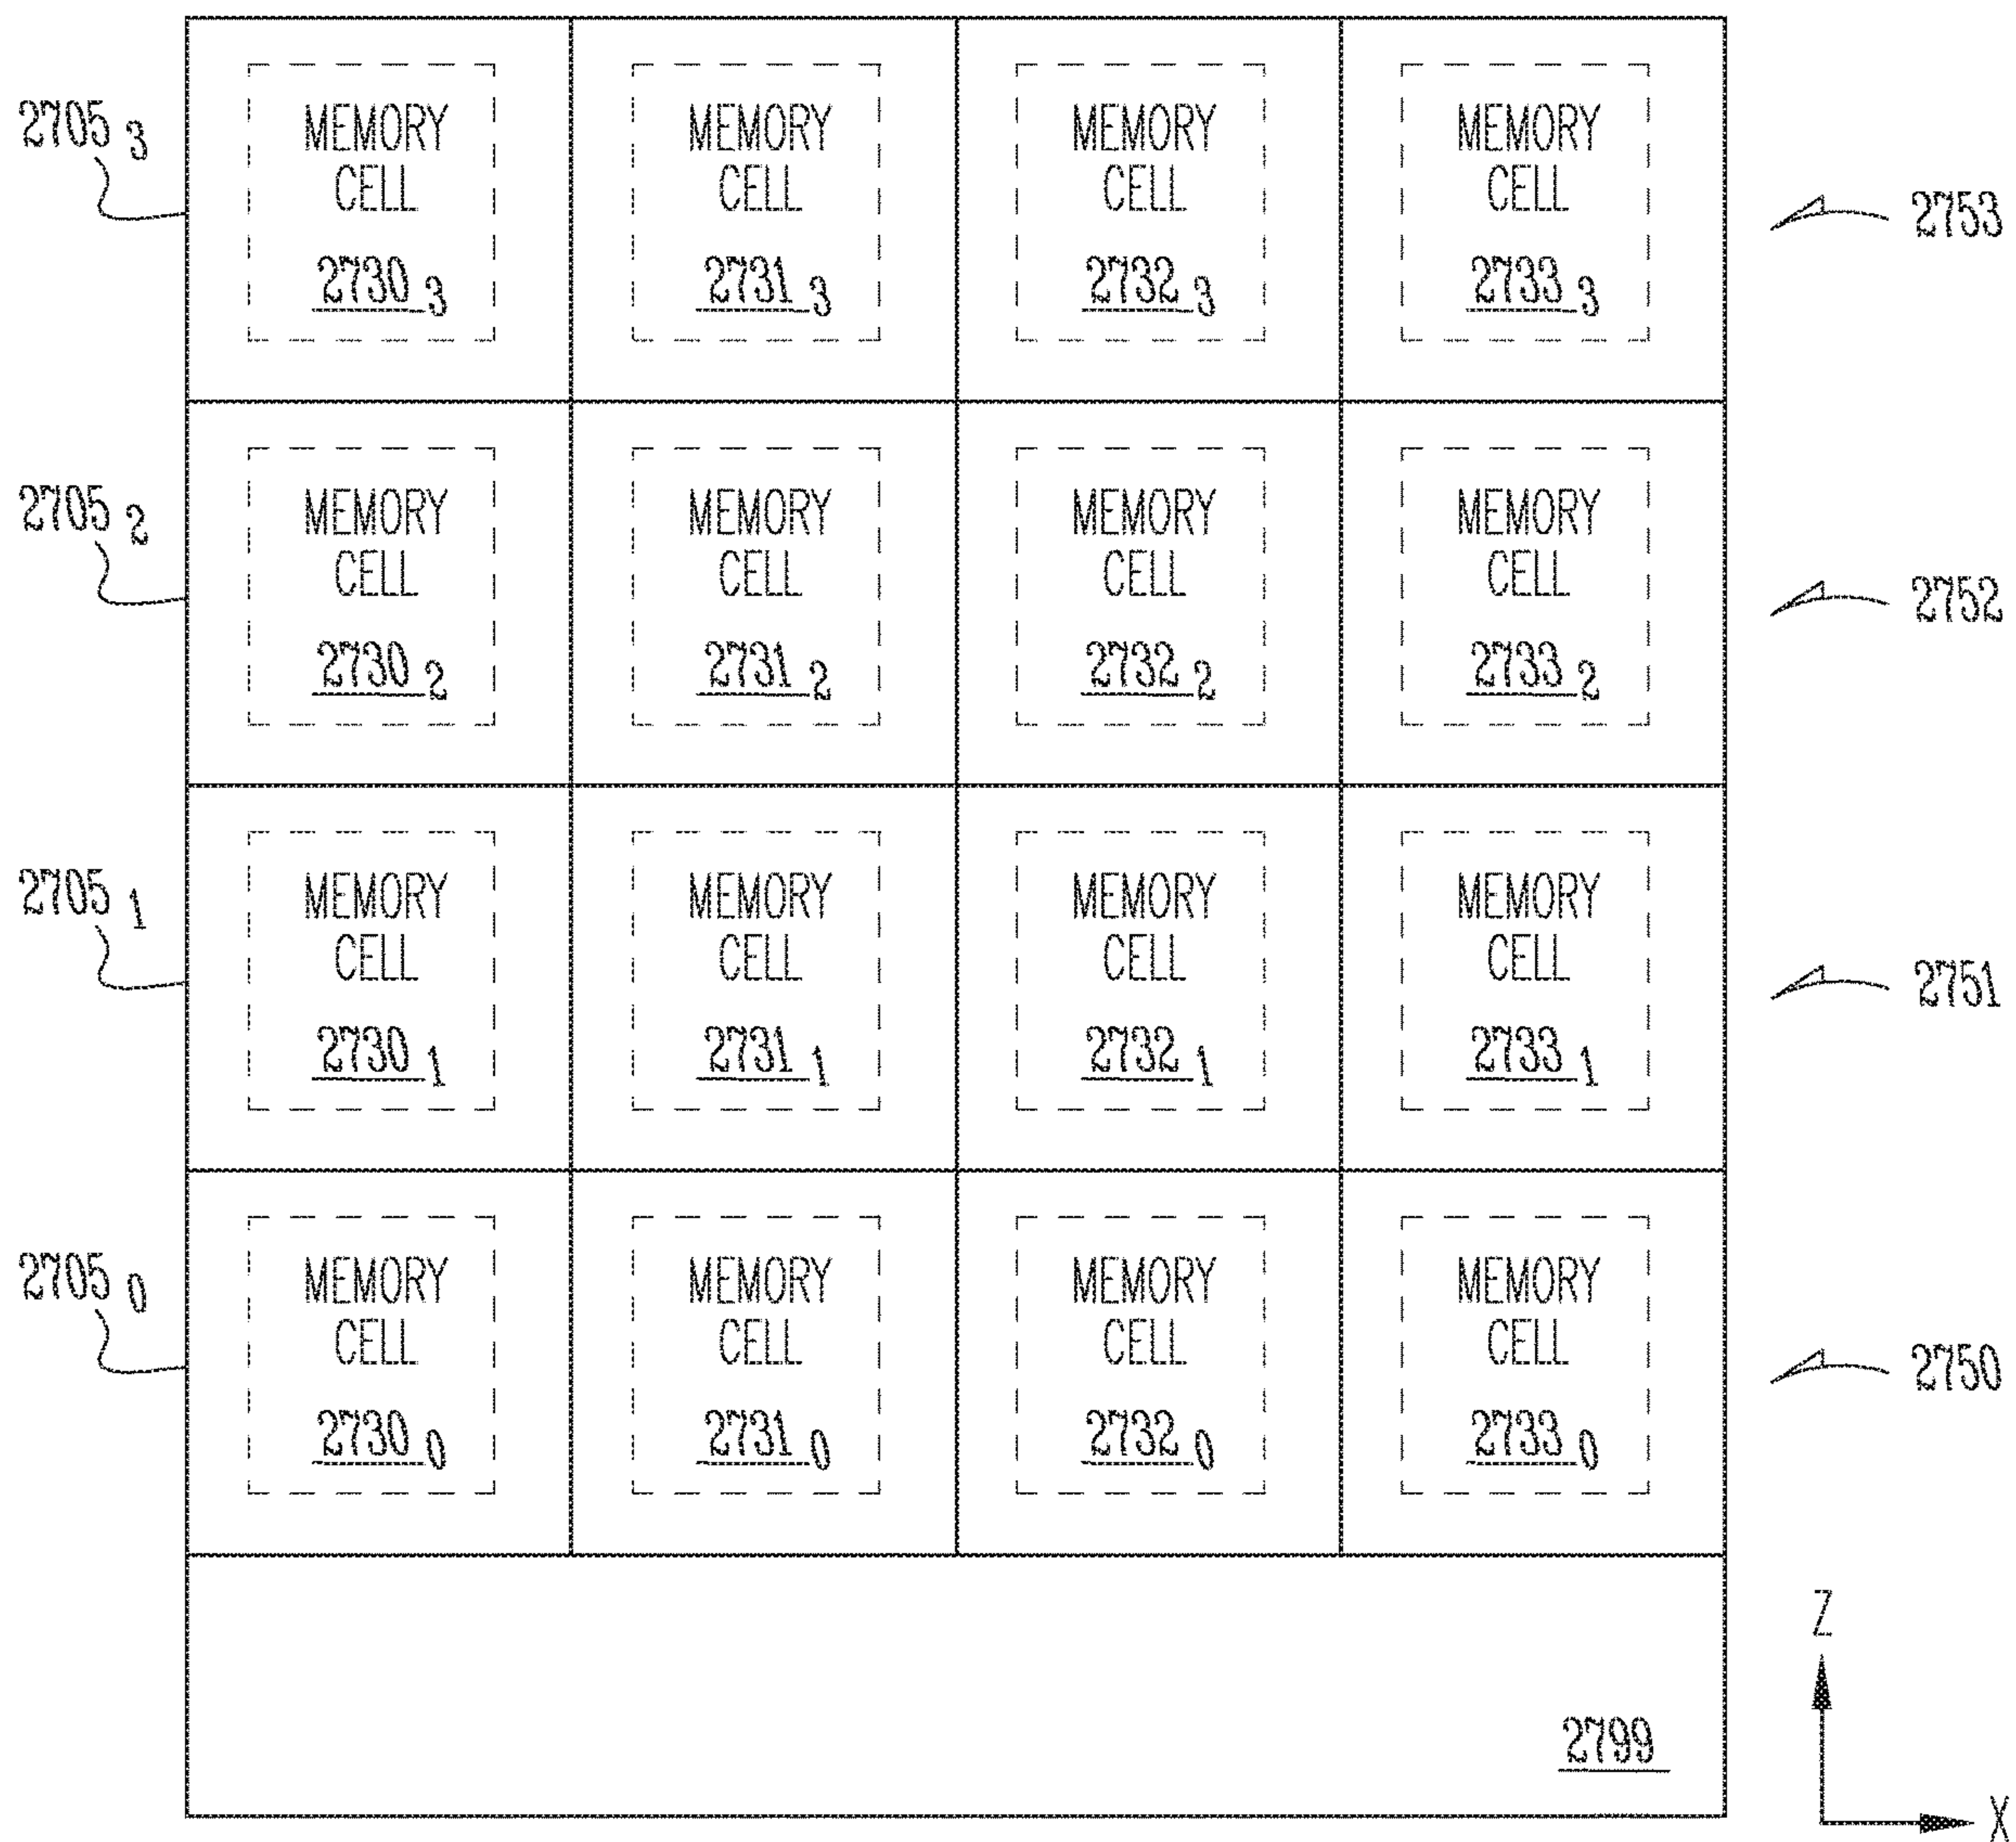 2705 3
MEMORY CELL 2730 3
MEMORY CELL 2731 3
MEMORY CELL 2732 3
MEMORY CELL 2733 3
2753
2705 2
MEMORY CELL 2730 2
MEMORY CELL 2731 2
MEMORY CELL 2732 2
MEMORY CELL 2733 2
2752
2705 1
MEMORY CELL 2730 1
MEMORY CELL 2731 1
MEMORY CELL 2732 1
MEMORY CELL 2733 1
2751
2705 0
MEMORY CELL 2730 0
MEMORY CELL 2731 0
MEMORY CELL 2732 0
MEMORY CELL 2733 0
2750
2799
Z
X